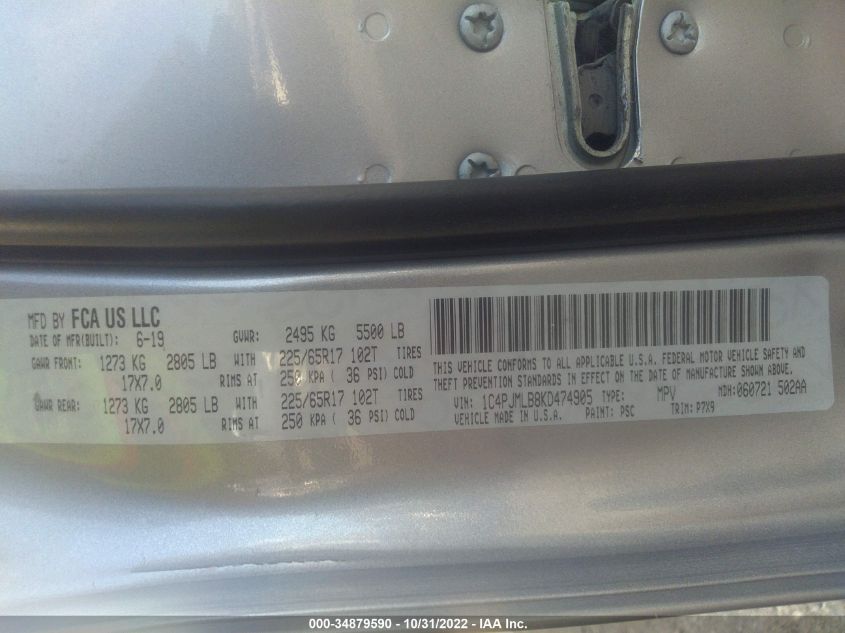 MFD BY FCA US LLC
DATE OF MFR(BUILT): 6-19 GVWR: 2495 KG 5500 LB
GAWR FRONT: 1273 KG 2805 LB WITH 225/65R17 102T TIRES
17X7.0 RIMS AT 250 KPA ( 36 PSI) COLD
GAWR REAR: 1273 KG 2805 LB WITH 225/65R17 102T TIRES
17X7.0 RIMS AT 250 KPA ( 36 PSI) COLD
THIS VEHICLE CONFORMS TO ALL APPLICABLE U.S.A. FEDERAL MOTOR VEHICLE SAFETY AND
THEFT PREVENTION STANDARDS IN EFFECT ON THE DATE OF MANUFACTURE SHOWN ABOVE.
VIN: 1C4PJMLB8KD474905 TYPE: MPV MDH: 060721 502AA
VEHICLE MADE IN U.S.A. PAINT: PSC TRIM: P7X9
000-34879590 - 10/31/2022 - IAA Inc.